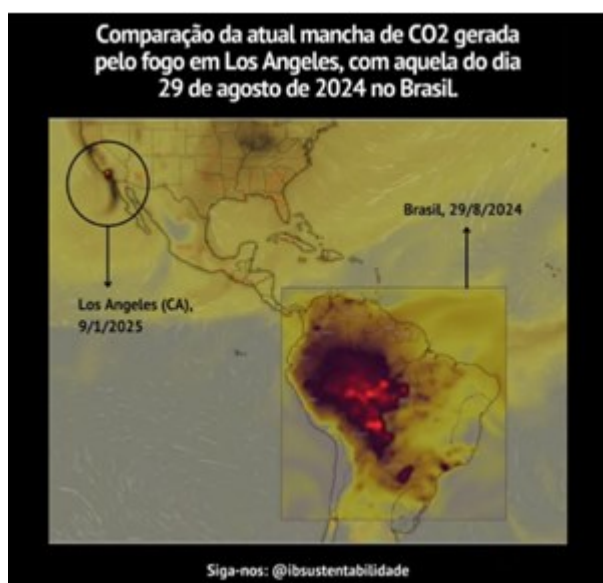 Comparação da atual mancha de CO2 gerada
pelo fogo em Los Angeles, com aquela do dia
29 de agosto de 2024 no Brasil.
Brasil, 29/8/2024
Los Angeles (CA),
9/1/2025
Siga-nos: @ibsustentabilidade